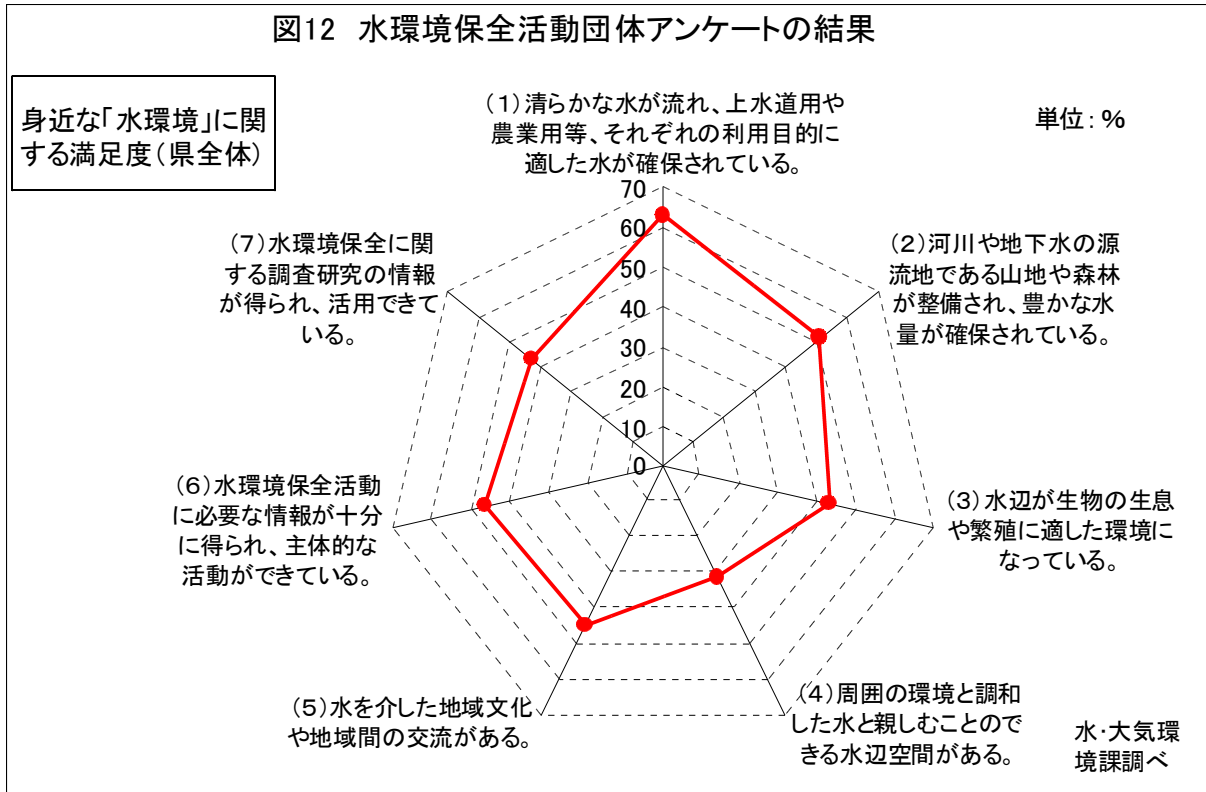 図12 水環境保全活動団体アンケートの結果
身近な「水環境」に関
する満足度(県全体)
単位:%
(1)清らかな水が流れ、上水道用や
農業用等、それぞれの利用目的に
適した水が確保されている。
70
60
50
40
30
20
10
0
(2)河川や地下水の源
流地である山地や森林
が整備され、豊かな水
量が確保されている。
(3)水辺が生物の生息
や繁殖に適した環境に
なっている。
(4)周囲の環境と調和
した水と親しむことので
きる水辺空間がある。
(5)水を介した地域文化
や地域間の交流がある。
(6)水環境保全活動
に必要な情報が十分
に得られ、主体的な
活動ができている。
(7)水環境保全に関
する調査研究の情報
が得られ、活用できて
いる。
水・大気環
境課調べ